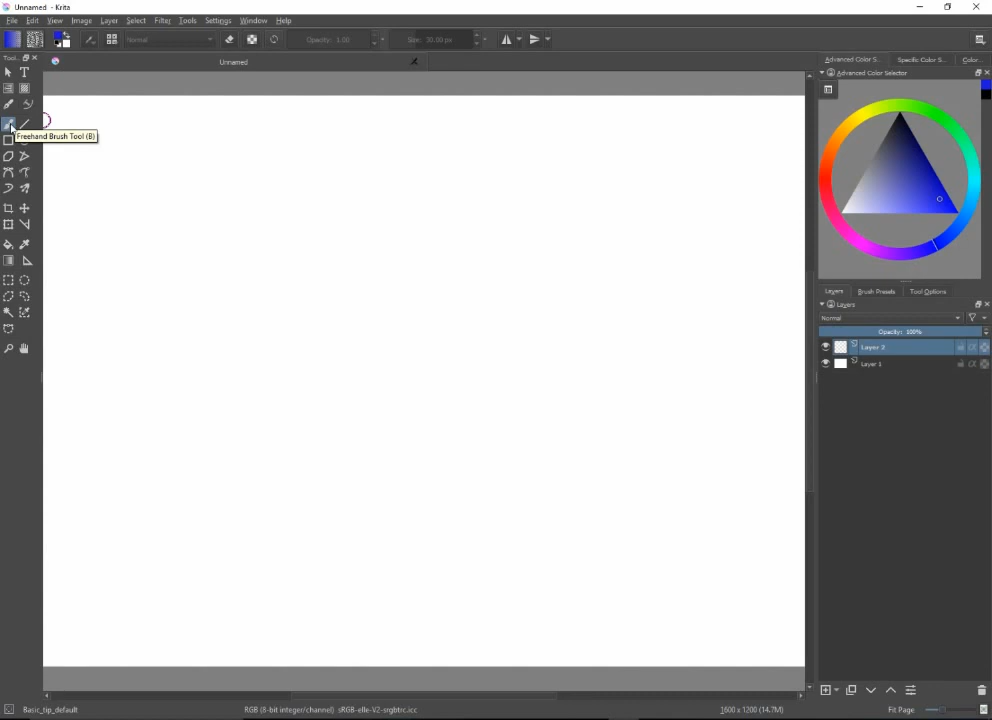 Unnamed - Krita
File Edit View Image Layer Select Filter Tools Settings Window Help
Normal Opacity: 1.00 Size: 30.00 px
Tool... Unnamed Advanced Color S... Specific Color S... Color...
Advanced Color Selector
Freehand Brush Tool (B)
Layers Brush Presets Tool Options
Layers
Normal
Opacity: 100%
Layer 2
Layer 1
Basic_tip_default RGB (8-bit integer/channel) sRGB-elle-V2-srgbtrc.icc 1600 x 1200 (14.7M) Fit Page